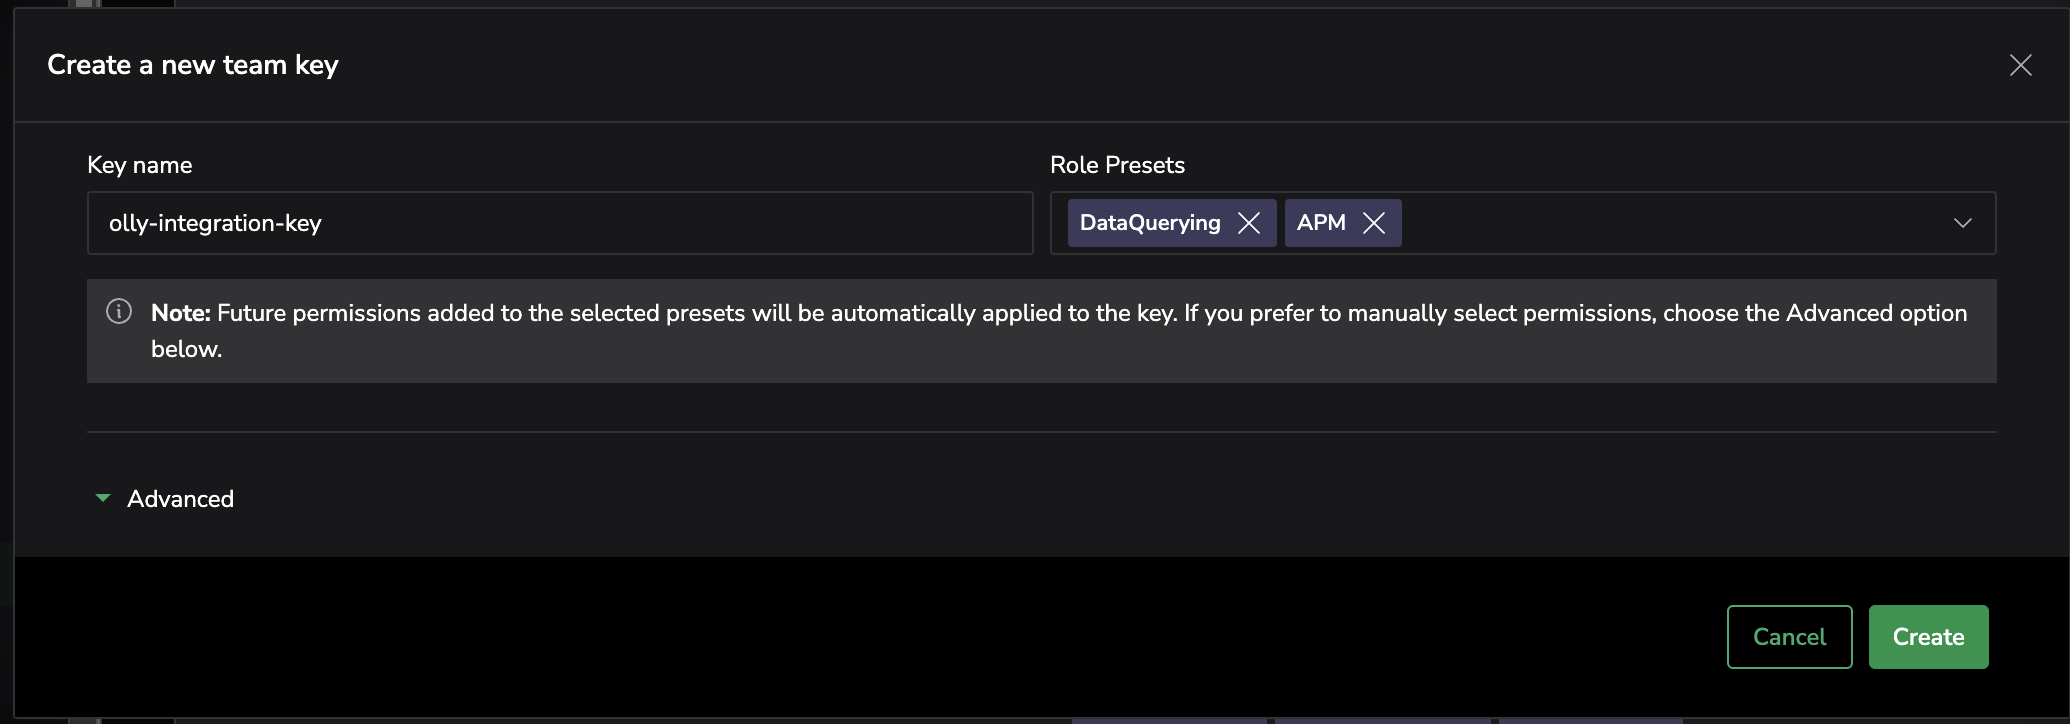 Create a new team key
Key name
Role Presets
olly-integration-key
DataQuerying
APM
Note: Future permissions added to the selected presets will be automatically applied to the key. If you prefer to manually select permissions, choose the Advanced option
below.
Advanced
Cancel
Create